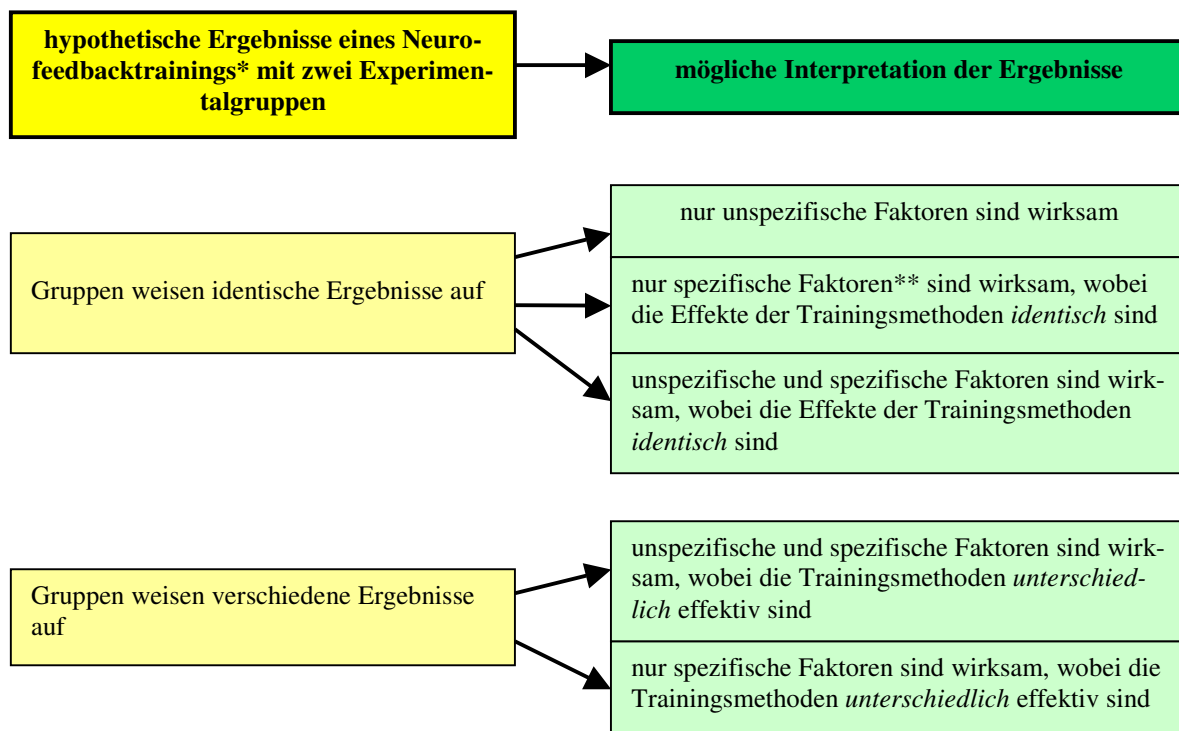 hypothetische Ergebnisse eines Neuro-
feedbacktrainings* mit zwei Experimen-
talgruppen
mögliche Interpretation der Ergebnisse
Gruppen weisen identische Ergebnisse auf
nur unspezifische Faktoren sind wirksam
nur spezifische Faktoren** sind wirksam, wobei
die Effekte der Trainingsmethoden identisch sind
unspezifische und spezifische Faktoren sind wirk-
sam, wobei die Effekte der Trainingsmethoden
identisch sind
Gruppen weisen verschiedene Ergebnisse
auf
unspezifische und spezifische Faktoren sind wirk-
sam, wobei die Trainingsmethoden unterschied-
lich effektiv sind
nur spezifische Faktoren sind wirksam, wobei die
Trainingsmethoden unterschiedlich effektiv sind